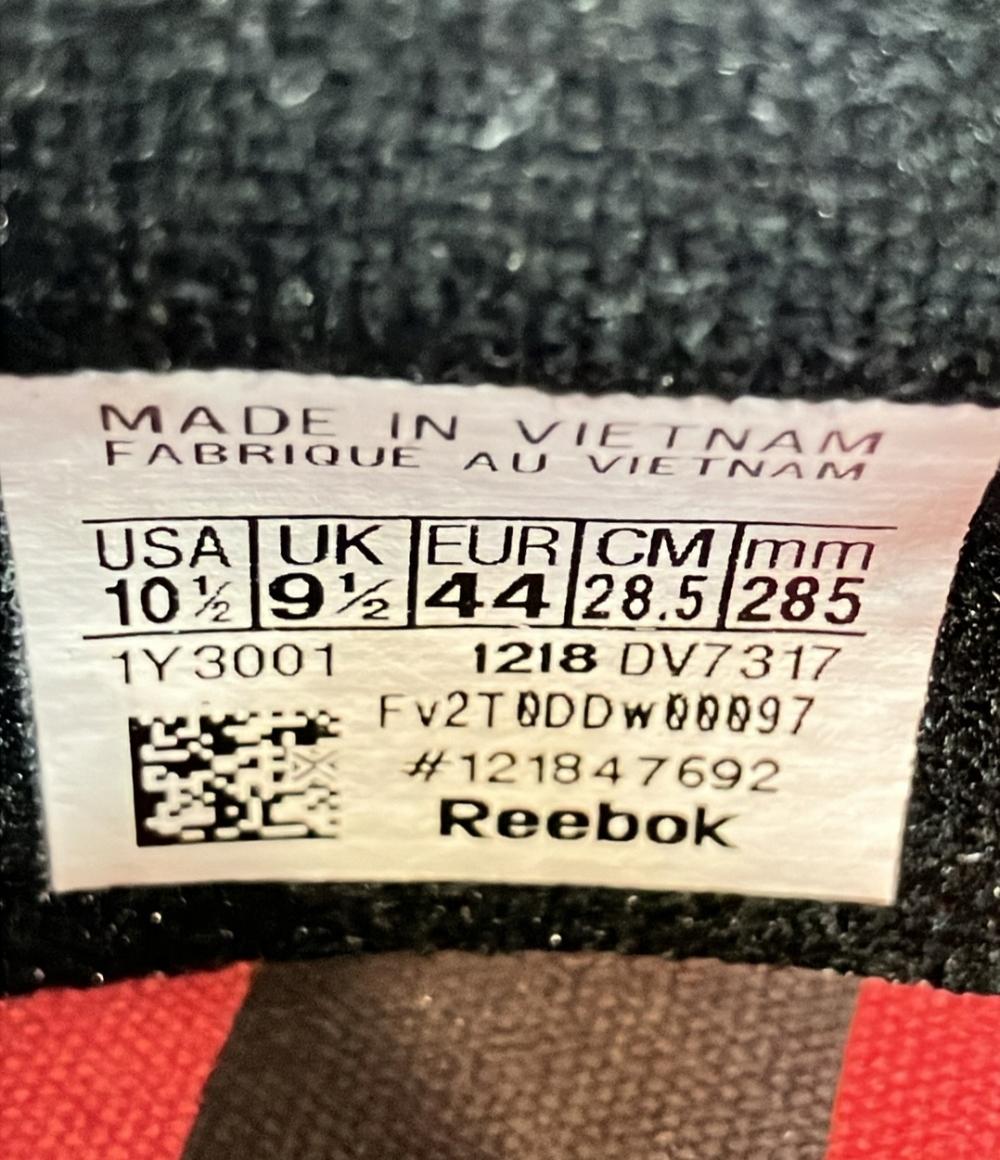 MADE IN VIETNAM
FABRIQUE AU VIETNAM
USA UK EUR CM mm
10½ 9½ 44 28.5 285
1Y3001 1218 DV7317
Fv2T0DDw00097
#121847692
Reebok